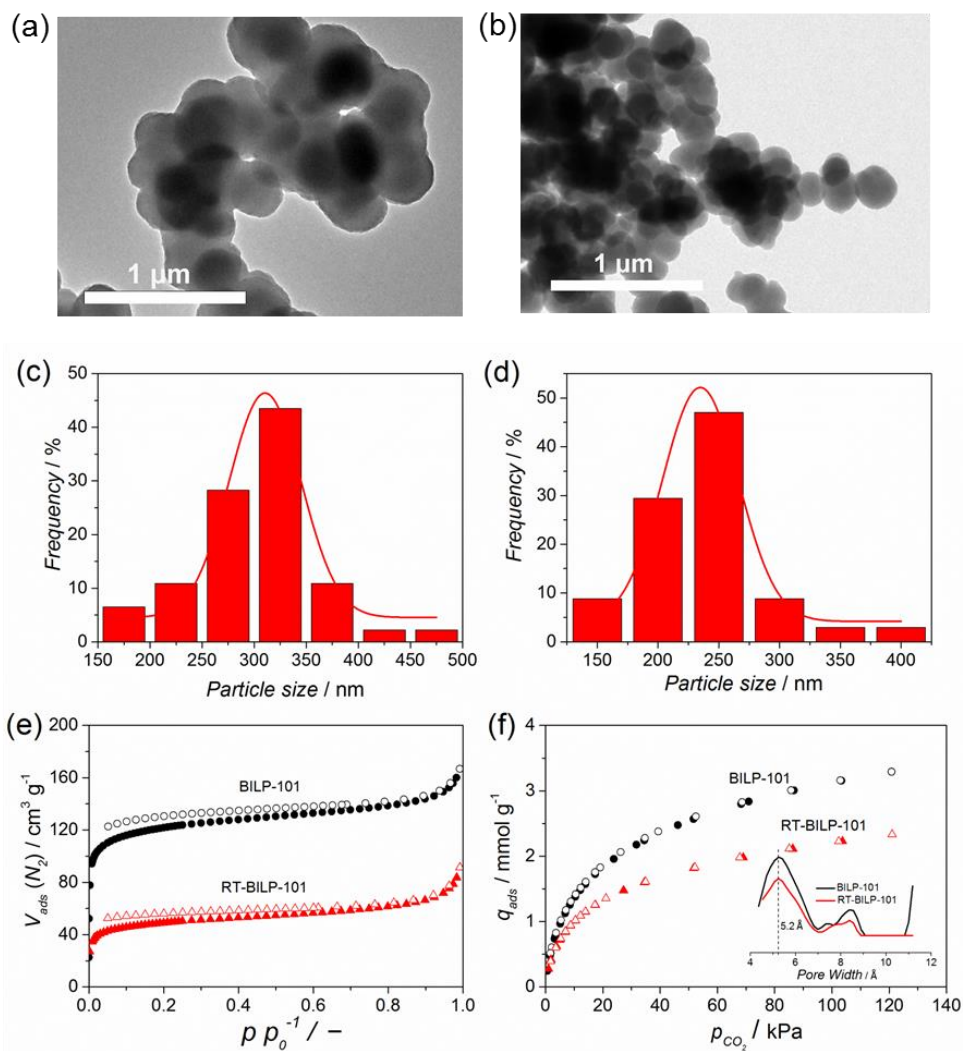 (a)
(b)
1 µm
1 µm
(c)
(d)
50
40
30
20
10
0
Frequency / %
150 200 250 300 350 400 450 500
Particle size / nm
50
40
30
20
10
0
Frequency / %
150 200 250 300 350 400
Particle size / nm
(e)
(f)
200
160
120
80
40
0
V_ads (N_2) / cm^3 g^-1
BILP-101
RT-BILP-101
0.0 0.2 0.4 0.6 0.8 1.0
p p_0^-1 / –
4
3
2
1
0
q_ads / mmol g^-1
BILP-101
RT-BILP-101
BILP-101
RT-BILP-101
5.2 Å
4 6 8 10 12
Pore Width / Å
0 20 40 60 80 100 120 140
p_CO_2 / kPa